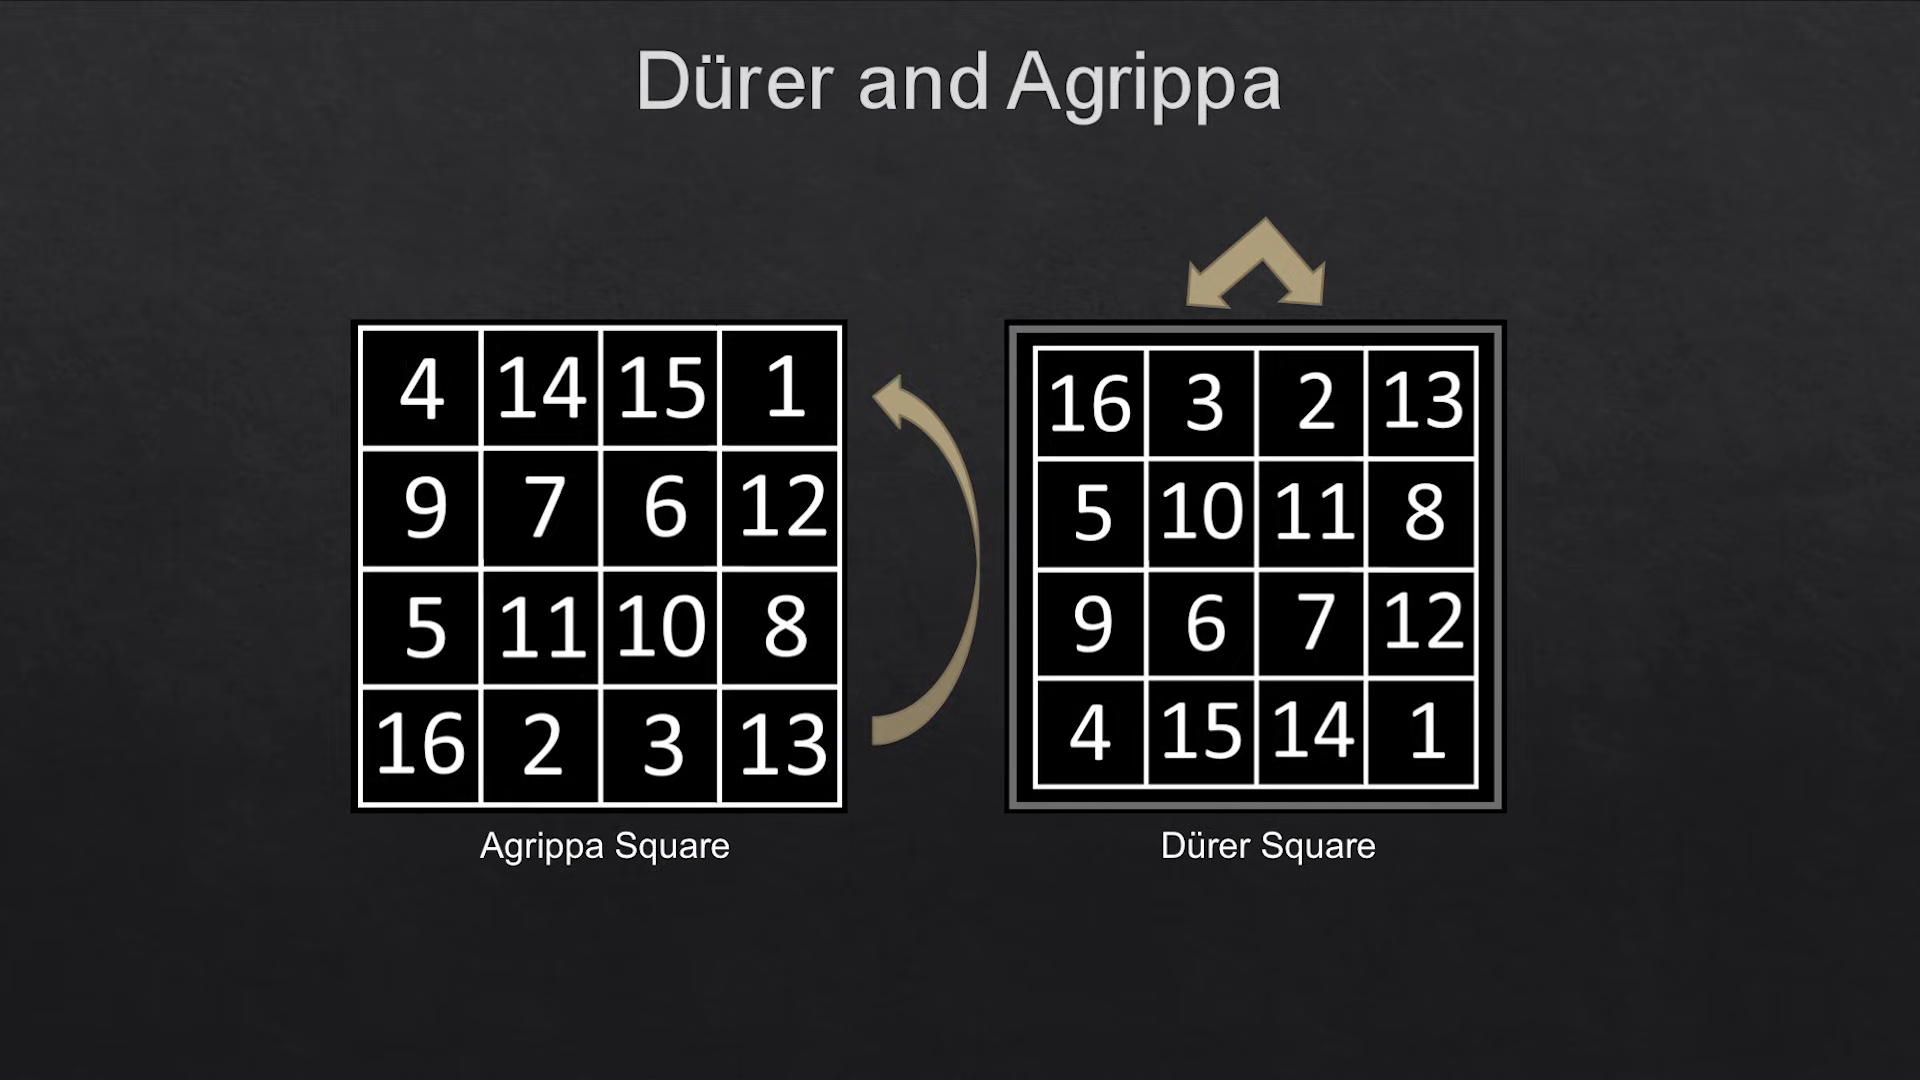 Dürer and Agrippa
4 14 15 1
9 7 6 12
5 11 10 8
16 2 3 13
Agrippa Square
16 3 2 13
5 10 11 8
9 6 7 12
4 15 14 1
Dürer Square